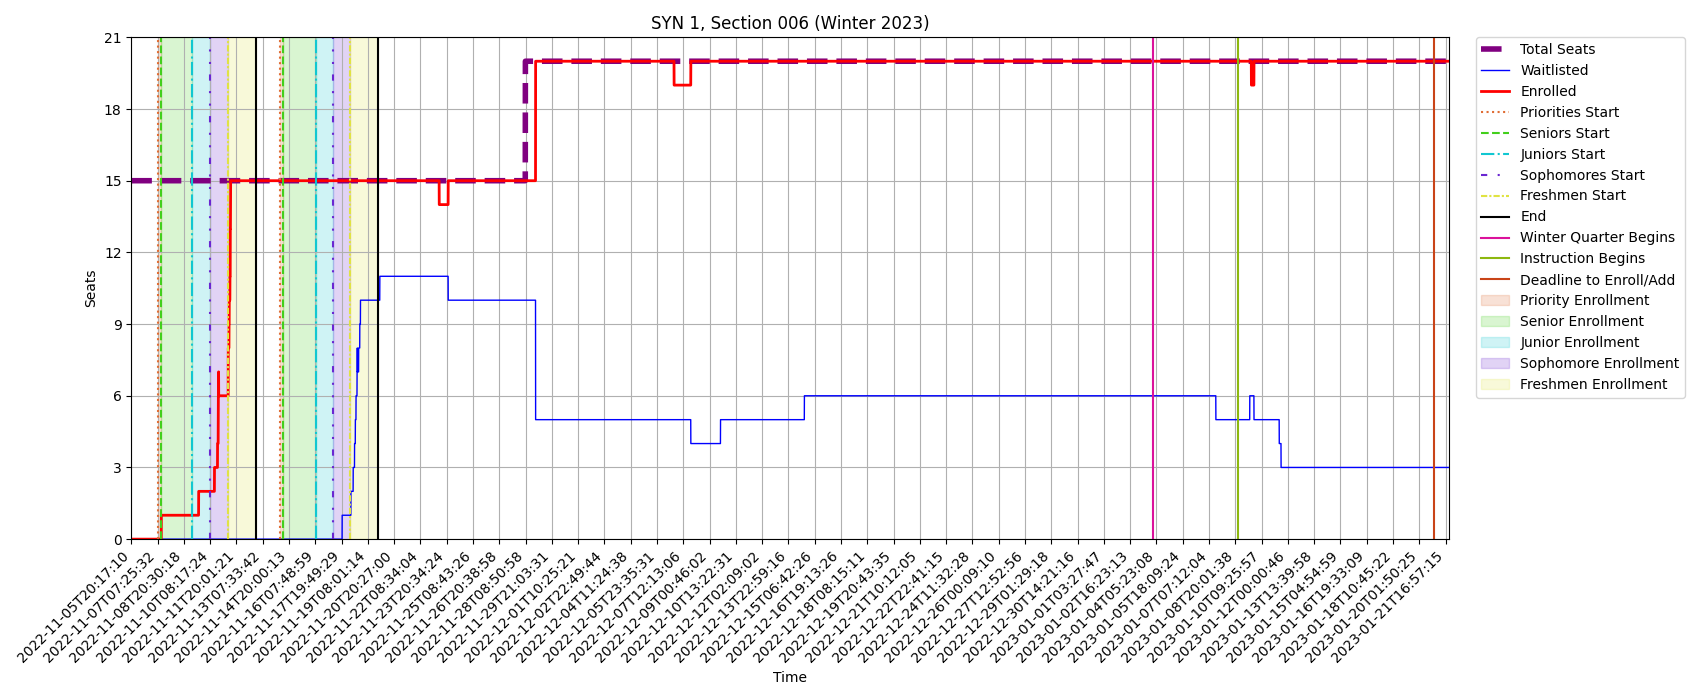 SYN 1, Section 006 (Winter 2023)
21
18
15
12
9
6
3
0
Seats
2022-11-05T20:17:10
2022-11-07T07:25:32
2022-11-08T20:30:18
2022-11-10T08:17:24
2022-11-11T20:01:21
2022-11-13T07:33:42
2022-11-14T20:00:13
2022-11-16T07:48:59
2022-11-17T19:49:29
2022-11-19T08:01:14
2022-11-20T20:27:00
2022-11-22T08:34:04
2022-11-23T20:34:24
2022-11-25T08:43:26
2022-11-26T20:38:50
2022-11-28T08:50:58
2022-11-29T21:03:31
2022-12-01T10:25:21
2022-12-02T22:49:44
2022-12-04T11:24:38
2022-12-05T23:35:31
2022-12-07T12:13:06
2022-12-09T00:46:02
2022-12-10T13:22:31
2022-12-12T02:09:02
2022-12-13T22:59:16
2022-12-15T06:42:26
2022-12-16T19:13:26
2022-12-18T08:15:11
2022-12-19T20:43:35
2022-12-21T10:12:05
2022-12-22T22:41:15
2022-12-24T11:32:28
2022-12-26T00:09:10
2022-12-27T12:52:56
2022-12-29T01:29:18
2022-12-30T14:21:16
2023-01-01T03:27:47
2023-01-02T16:23:13
2023-01-04T05:23:08
2023-01-05T18:09:24
2023-01-07T07:12:04
2023-01-08T20:01:38
2023-01-10T09:25:57
2023-01-12T00:00:46
2023-01-13T13:39:58
2023-01-15T04:54:59
2023-01-16T19:33:09
2023-01-18T10:45:22
2023-01-20T01:50:25
2023-01-21T16:57:15
Time
Total Seats
Waitlisted
Enrolled
Priorities Start
Seniors Start
Juniors Start
Sophomores Start
Freshmen Start
End
Winter Quarter Begins
Instruction Begins
Deadline to Enroll/Add
Priority Enrollment
Senior Enrollment
Junior Enrollment
Sophomore Enrollment
Freshmen Enrollment